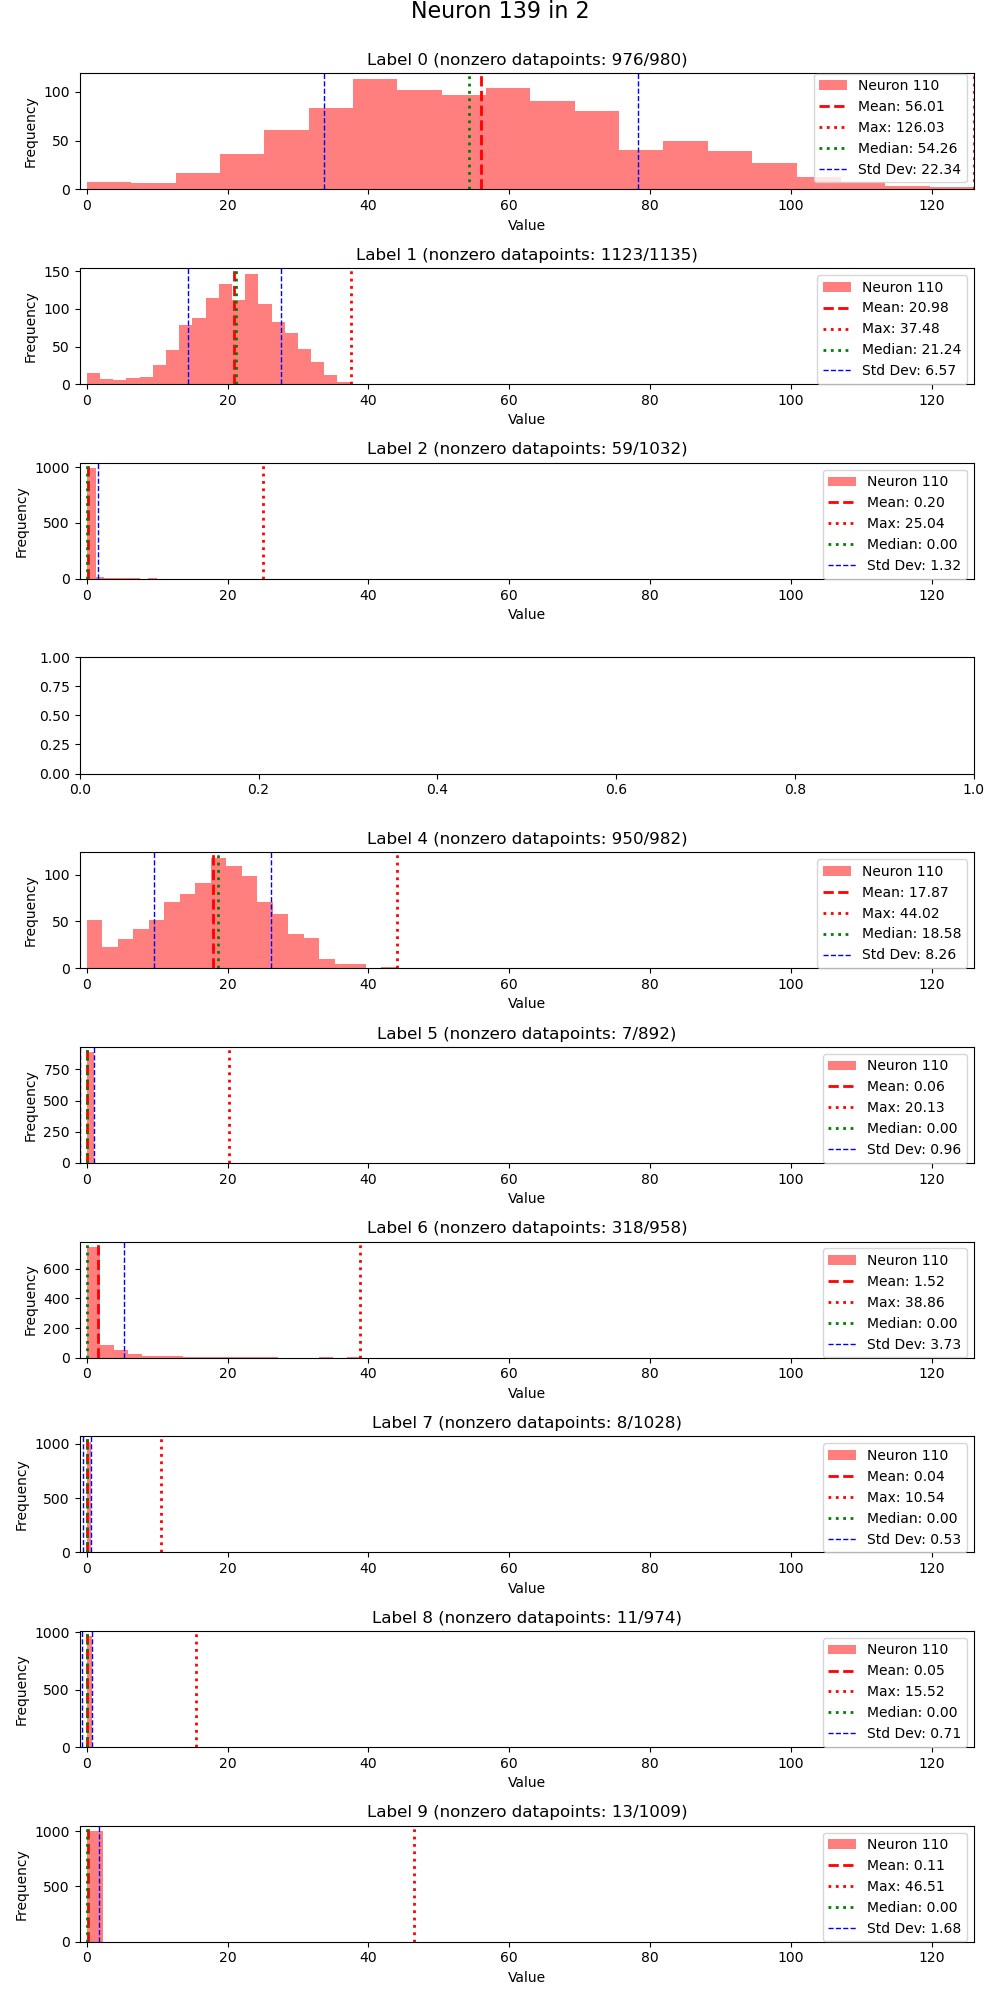 Neuron 139 in 2
Label 0 (nonzero datapoints: 976/980)
Frequency
100
50
0
Neuron 110
Mean: 56.01
Max: 126.03
Median: 54.26
Std Dev: 22.34
0 20 40 60 80 100 120
Value
Label 1 (nonzero datapoints: 1123/1135)
Frequency
150
100
50
0
Neuron 110
Mean: 20.98
Max: 37.48
Median: 21.24
Std Dev: 6.57
0 20 40 60 80 100 120
Value
Label 2 (nonzero datapoints: 59/1032)
Frequency
1000
500
0
Neuron 110
Mean: 0.20
Max: 25.04
Median: 0.00
Std Dev: 1.32
0 20 40 60 80 100 120
Value
1.00
0.75
0.50
0.25
0.00
0.0 0.2 0.4 0.6 0.8 1.0
Label 4 (nonzero datapoints: 950/982)
Frequency
100
50
0
Neuron 110
Mean: 17.87
Max: 44.02
Median: 18.58
Std Dev: 8.26
0 20 40 60 80 100 120
Value
Label 5 (nonzero datapoints: 7/892)
Frequency
750
500
250
0
Neuron 110
Mean: 0.06
Max: 20.13
Median: 0.00
Std Dev: 0.96
0 20 40 60 80 100 120
Value
Label 6 (nonzero datapoints: 318/958)
Frequency
600
400
200
0
Neuron 110
Mean: 1.52
Max: 38.86
Median: 0.00
Std Dev: 3.73
0 20 40 60 80 100 120
Value
Label 7 (nonzero datapoints: 8/1028)
Frequency
1000
500
0
Neuron 110
Mean: 0.04
Max: 10.54
Median: 0.00
Std Dev: 0.53
0 20 40 60 80 100 120
Value
Label 8 (nonzero datapoints: 11/974)
Frequency
1000
500
0
Neuron 110
Mean: 0.05
Max: 15.52
Median: 0.00
Std Dev: 0.71
0 20 40 60 80 100 120
Value
Label 9 (nonzero datapoints: 13/1009)
Frequency
1000
500
0
Neuron 110
Mean: 0.11
Max: 46.51
Median: 0.00
Std Dev: 1.68
0 20 40 60 80 100 120
Value